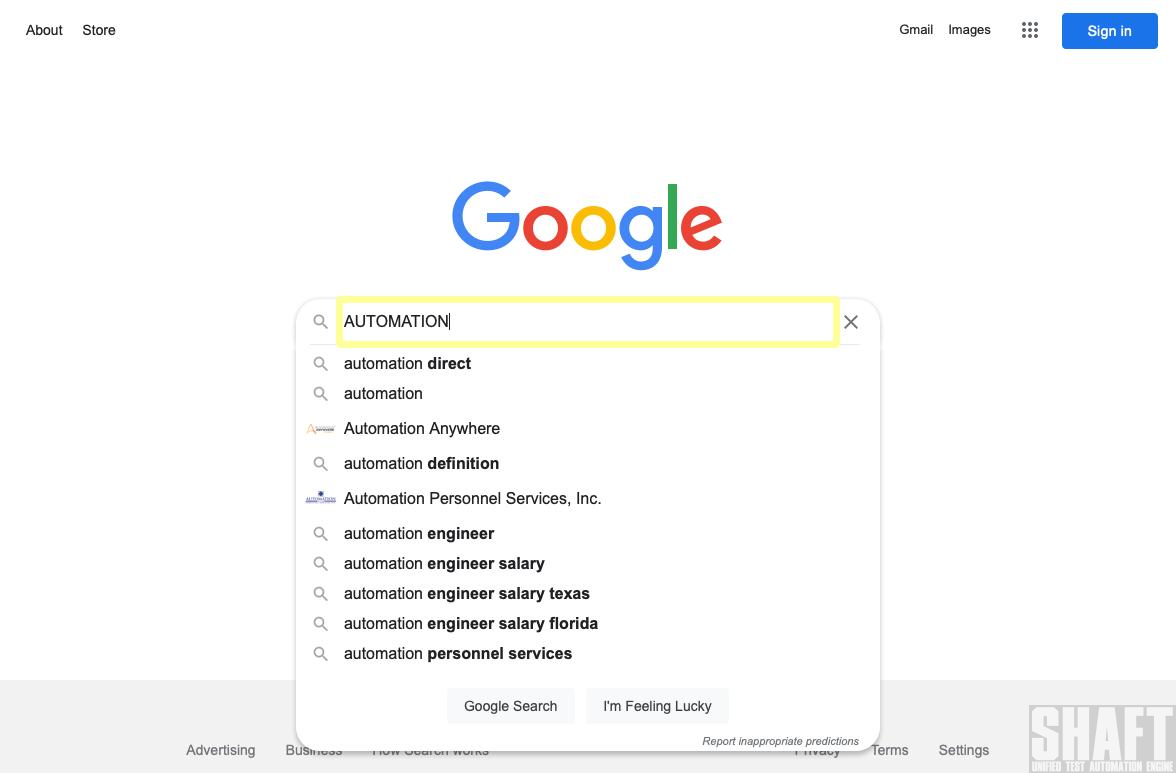 About Store Gmail Images Sign in
Google
AUTOMATION
automation direct
automation
Automation Anywhere
automation definition
Automation Personnel Services, Inc.
automation engineer
automation engineer salary
automation engineer salary texas
automation engineer salary florida
automation personnel services
Google Search I'm Feeling Lucky
Report inappropriate predictions
Advertising Business How Search works Privacy Terms Settings
SHAFT
UNIFIED TEST AUTOMATION ENGINE